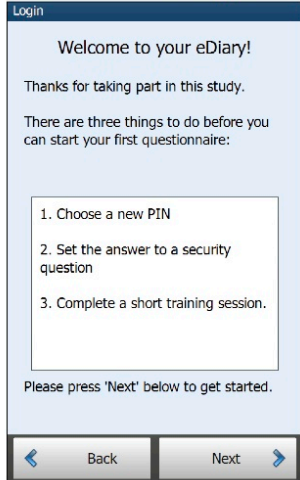 Login
Welcome to your eDiary!
Thanks for taking part in this study.
There are three things to do before you
can start your first questionnaire:
1. Choose a new PIN
2. Set the answer to a security
question
3. Complete a short training session.
Please press 'Next' below to get started.
Back
Next